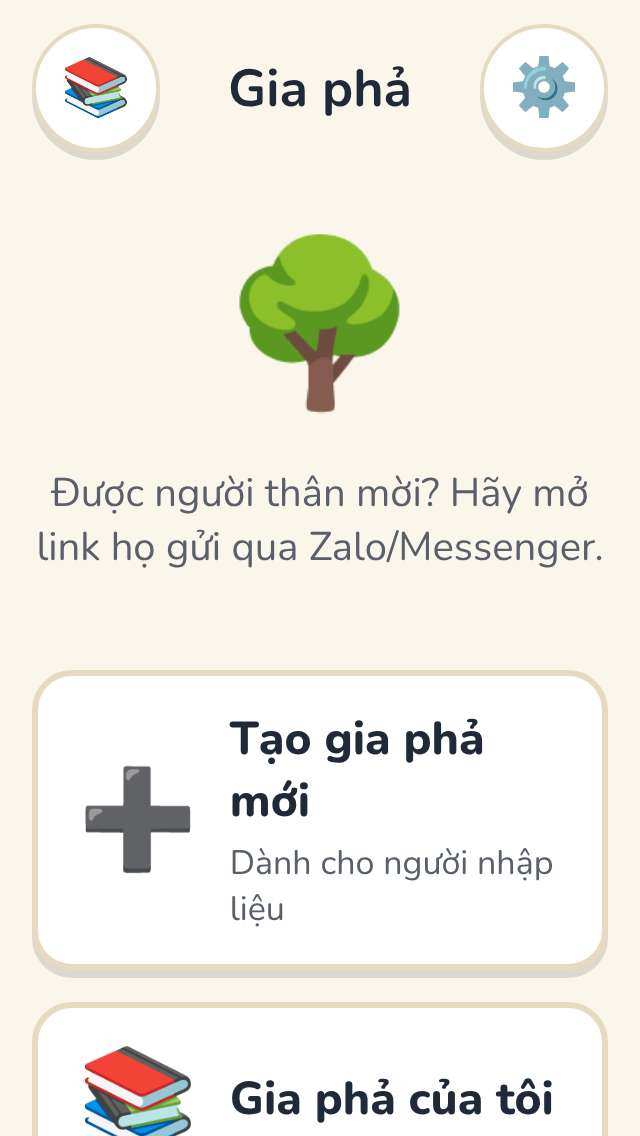 Gia phả
Được người thân mời? Hãy mở
link họ gửi qua Zalo/Messenger.
Tạo gia phả
mới
Dành cho người nhập
liệu
Gia phả của tôi